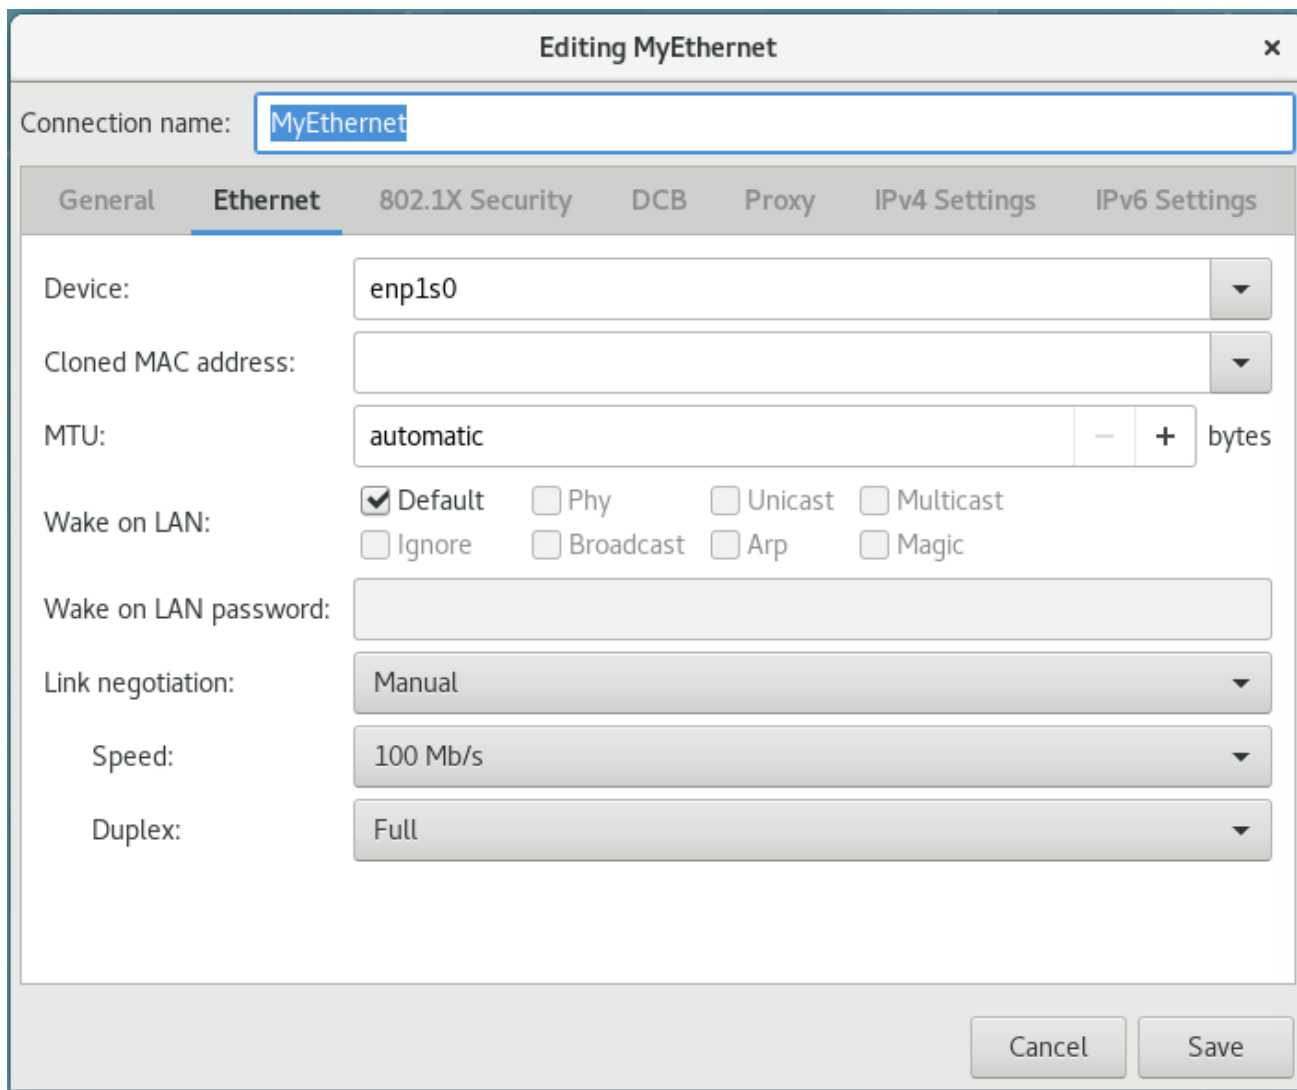 Editing MyEthernet
Connection name: MyEthernet
General Ethernet 802.1X Security DCB Proxy IPv4 Settings IPv6 Settings
Device: enp1s0
Cloned MAC address:
MTU: automatic bytes
Wake on LAN: Default Phy Unicast Multicast
Ignore Broadcast Arp Magic
Wake on LAN password:
Link negotiation: Manual
Speed: 100 Mb/s
Duplex: Full
Cancel Save